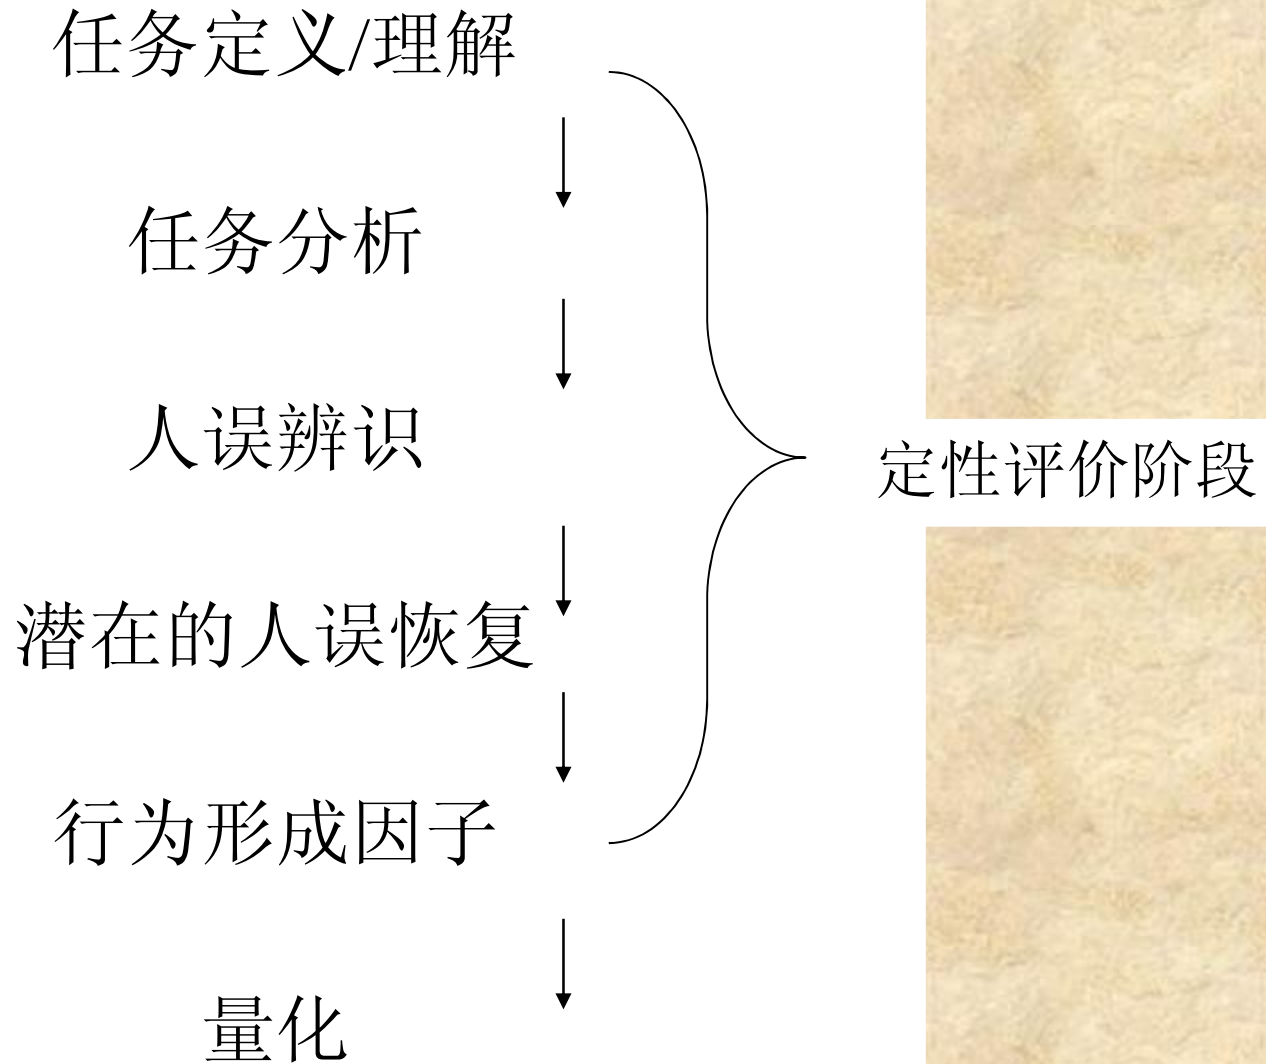 任务定义/理解
任务分析
人误辨识
定性评价阶段
潜在的人误恢复
行为形成因子
量化